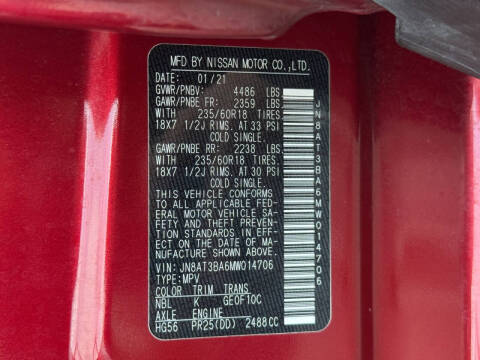 MFD BY NISSAN MOTOR CO.,LTD.
DATE: 01/21
GVWR/PNBV: 4486 LBS
GAWR/PNBE FR: 2359 LBS
WITH 235/60R18 TIRES.
18X7 1/2J RIMS. AT 33 PSI
COLD SINGLE.
GAWR/PNBE RR: 2238 LBS
WITH 235/60R18 TIRES.
18X7 1/2J RIMS. AT 30 PSI
COLD SINGLE.
THIS VEHICLE CONFORMS
TO ALL APPLICABLE FED-
ERAL MOTOR VEHICLE SA-
FETY AND THEFT PREVEN-
TION STANDARDS IN EFF-
ECT ON THE DATE OF MA-
NUFACTURE SHOWN ABOVE.
VIN: JN8AT3BA6MW014706
TYPE:MPV
COLOR TRIM TRANS
NBL K GE0F10C
AXLE ENGINE
HG56 PR25(DD) 2488CC
JN8AT3BA6MW014706